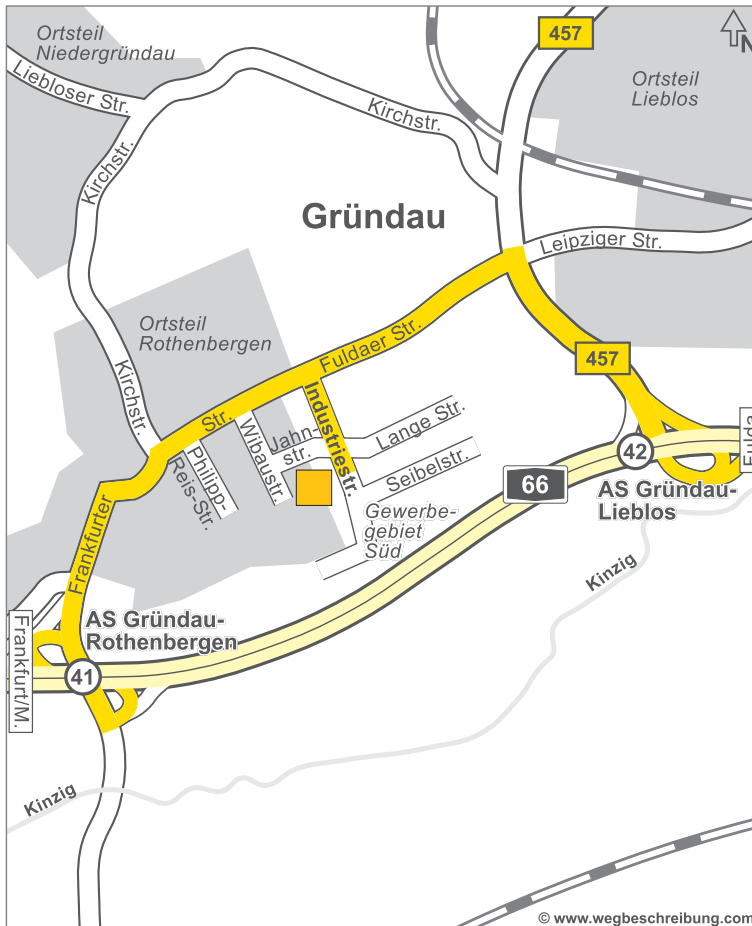 Ortsteil
Niedergründau
457
N
Liebloser Str.
Kirchstr.
Ortsteil
Lieblos
Kirchstr.
Gründau
Leipziger Str.
Ortsteil
Rothenbergen
Fuldaer Str.
457
Kirchstr.
Str.
Industriestr.
Wibaustr.
Jahn-
str.
Lange Str.
Philipp-
Reis-Str.
Seibelstr.
42
Fulda
66
AS Gründau-
Lieblos
Gewerbe-
gebiet
Süd
Frankfurter
Kinzig
AS Gründau-
Rothenbergen
Frankfurt/M.
41
Kinzig
© www.wegbeschreibung.com